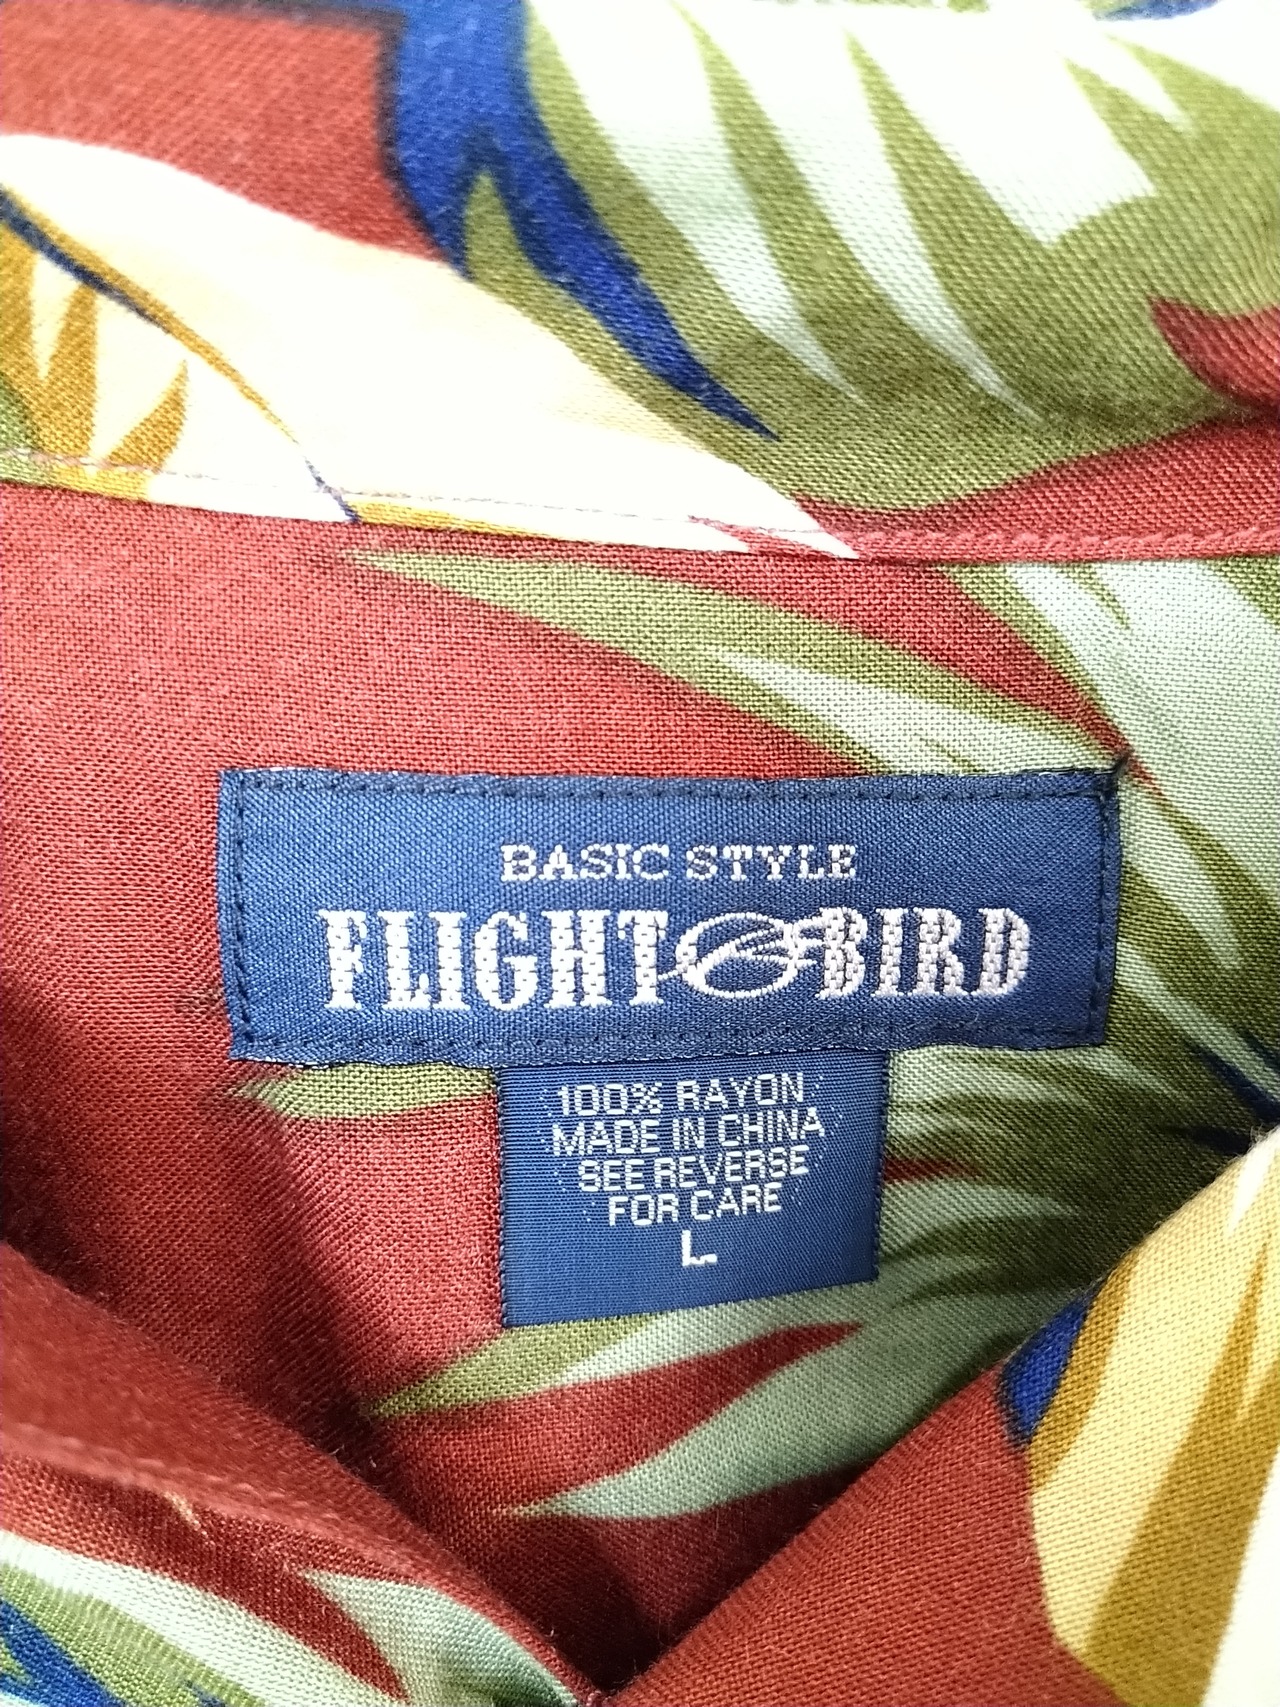 BASIC STYLE
FLIGHT BIRD
100% RAYON
MADE IN CHINA
SEE REVERSE
FOR CARE
L